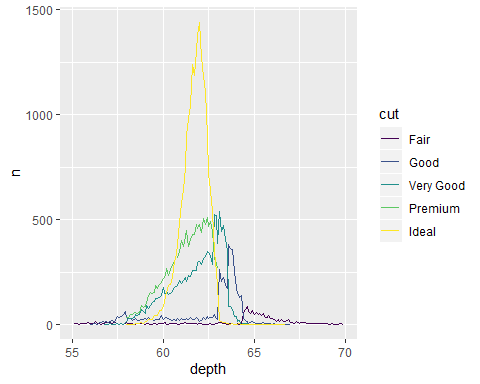 1500
1000
500
0
n
55
60
65
70
depth
cut
Fair
Good
Very Good
Premium
Ideal